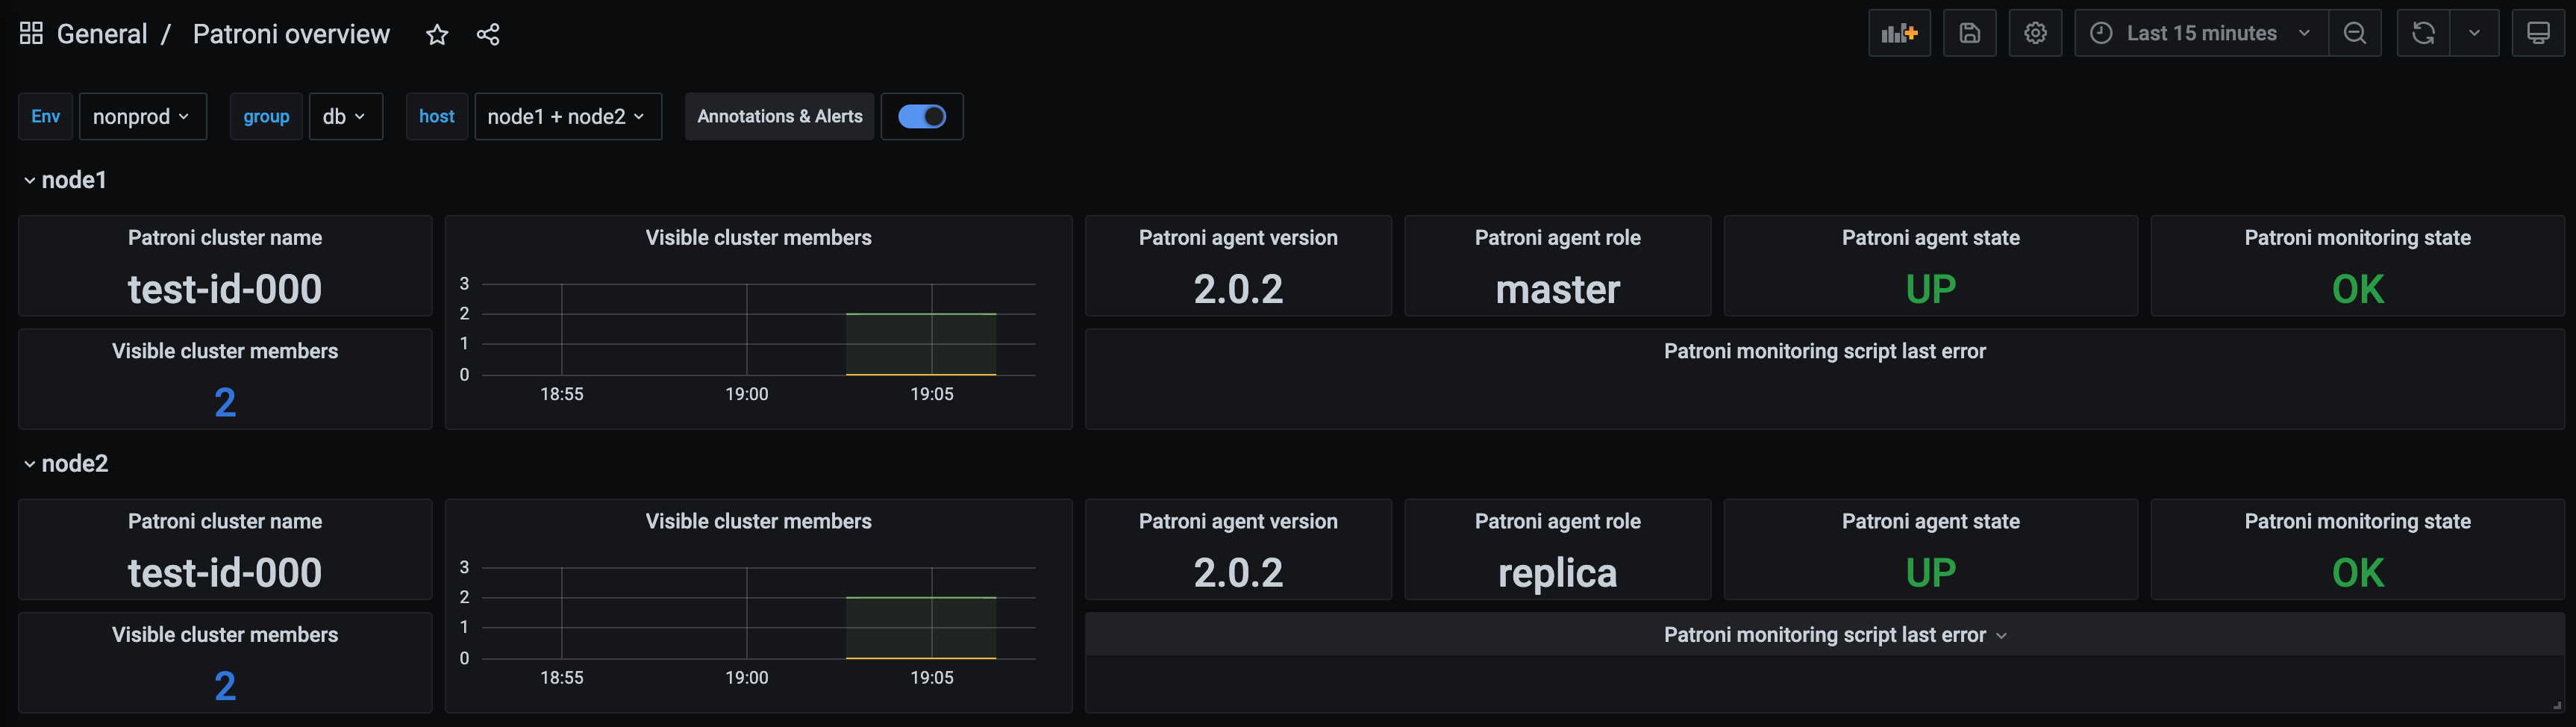 General / Patroni overview Last 15 minutes
Env nonprod group db host node1 + node2 Annotations & Alerts
node1
Patroni cluster name
test-id-000
Visible cluster members
2
Visible cluster members
3
2
1
0
18:55 19:00 19:05
Patroni agent version
2.0.2
Patroni agent role
master
Patroni agent state
UP
Patroni monitoring state
OK
Patroni monitoring script last error
node2
Patroni cluster name
test-id-000
Visible cluster members
2
Visible cluster members
3
2
1
0
18:55 19:00 19:05
Patroni agent version
2.0.2
Patroni agent role
replica
Patroni agent state
UP
Patroni monitoring state
OK
Patroni monitoring script last error